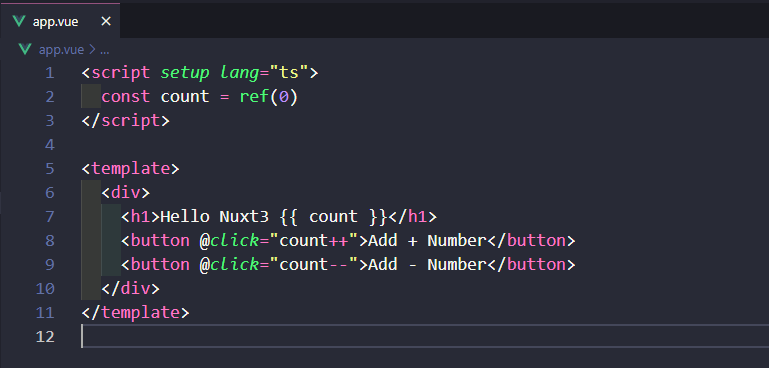 app.vue ×
app.vue > ...
1 <script setup lang="ts">
2   const count = ref(0)
3 </script>
4
5 <template>
6   <div>
7     <h1>Hello Nuxt3 {{ count }}</h1>
8     <button @click="count++">Add + Number</button>
9     <button @click="count--">Add - Number</button>
10   </div>
11 </template>
12